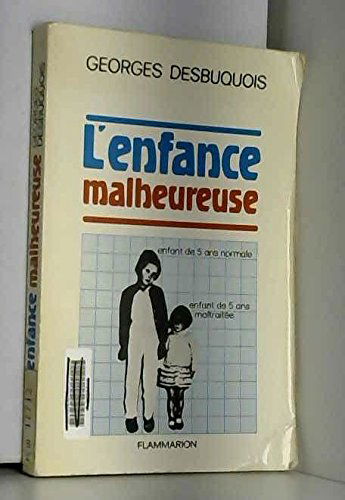 GEORGES DESBUQUOIS
L'enfance
malheureuse
enfant de 5 ans normale
enfant de 5 ans
maltraitée
FLAMMARION
enfance malheureuse